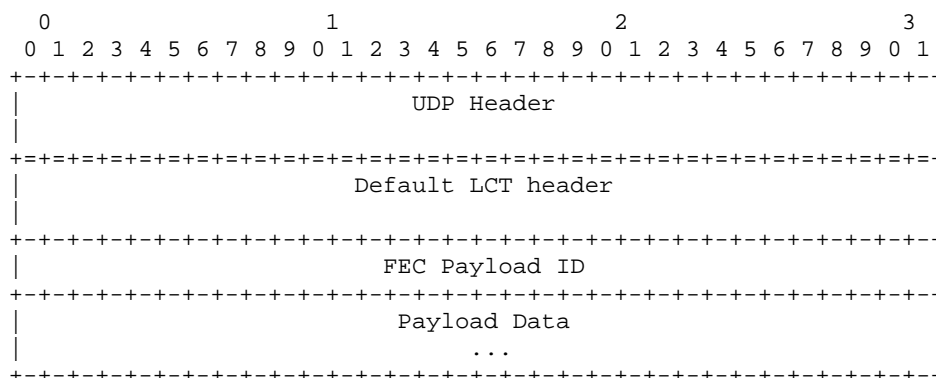 0                   1                   2                   3
0 1 2 3 4 5 6 7 8 9 0 1 2 3 4 5 6 7 8 9 0 1 2 3 4 5 6 7 8 9 0 1
+-+-+-+-+-+-+-+-+-+-+-+-+-+-+-+-+-+-+-+-+-+-+-+-+-+-+-+-+-+-+-+-
| UDP Header
|
+=+=+=+=+=+=+=+=+=+=+=+=+=+=+=+=+=+=+=+=+=+=+=+=+=+=+=+=+=+=+=+=-
| Default LCT header
|
+-+-+-+-+-+-+-+-+-+-+-+-+-+-+-+-+-+-+-+-+-+-+-+-+-+-+-+-+-+-+-+-
| FEC Payload ID
+-+-+-+-+-+-+-+-+-+-+-+-+-+-+-+-+-+-+-+-+-+-+-+-+-+-+-+-+-+-+-+-
| Payload Data
| ...
+-+-+-+-+-+-+-+-+-+-+-+-+-+-+-+-+-+-+-+-+-+-+-+-+-+-+-+-+-+-+-+-